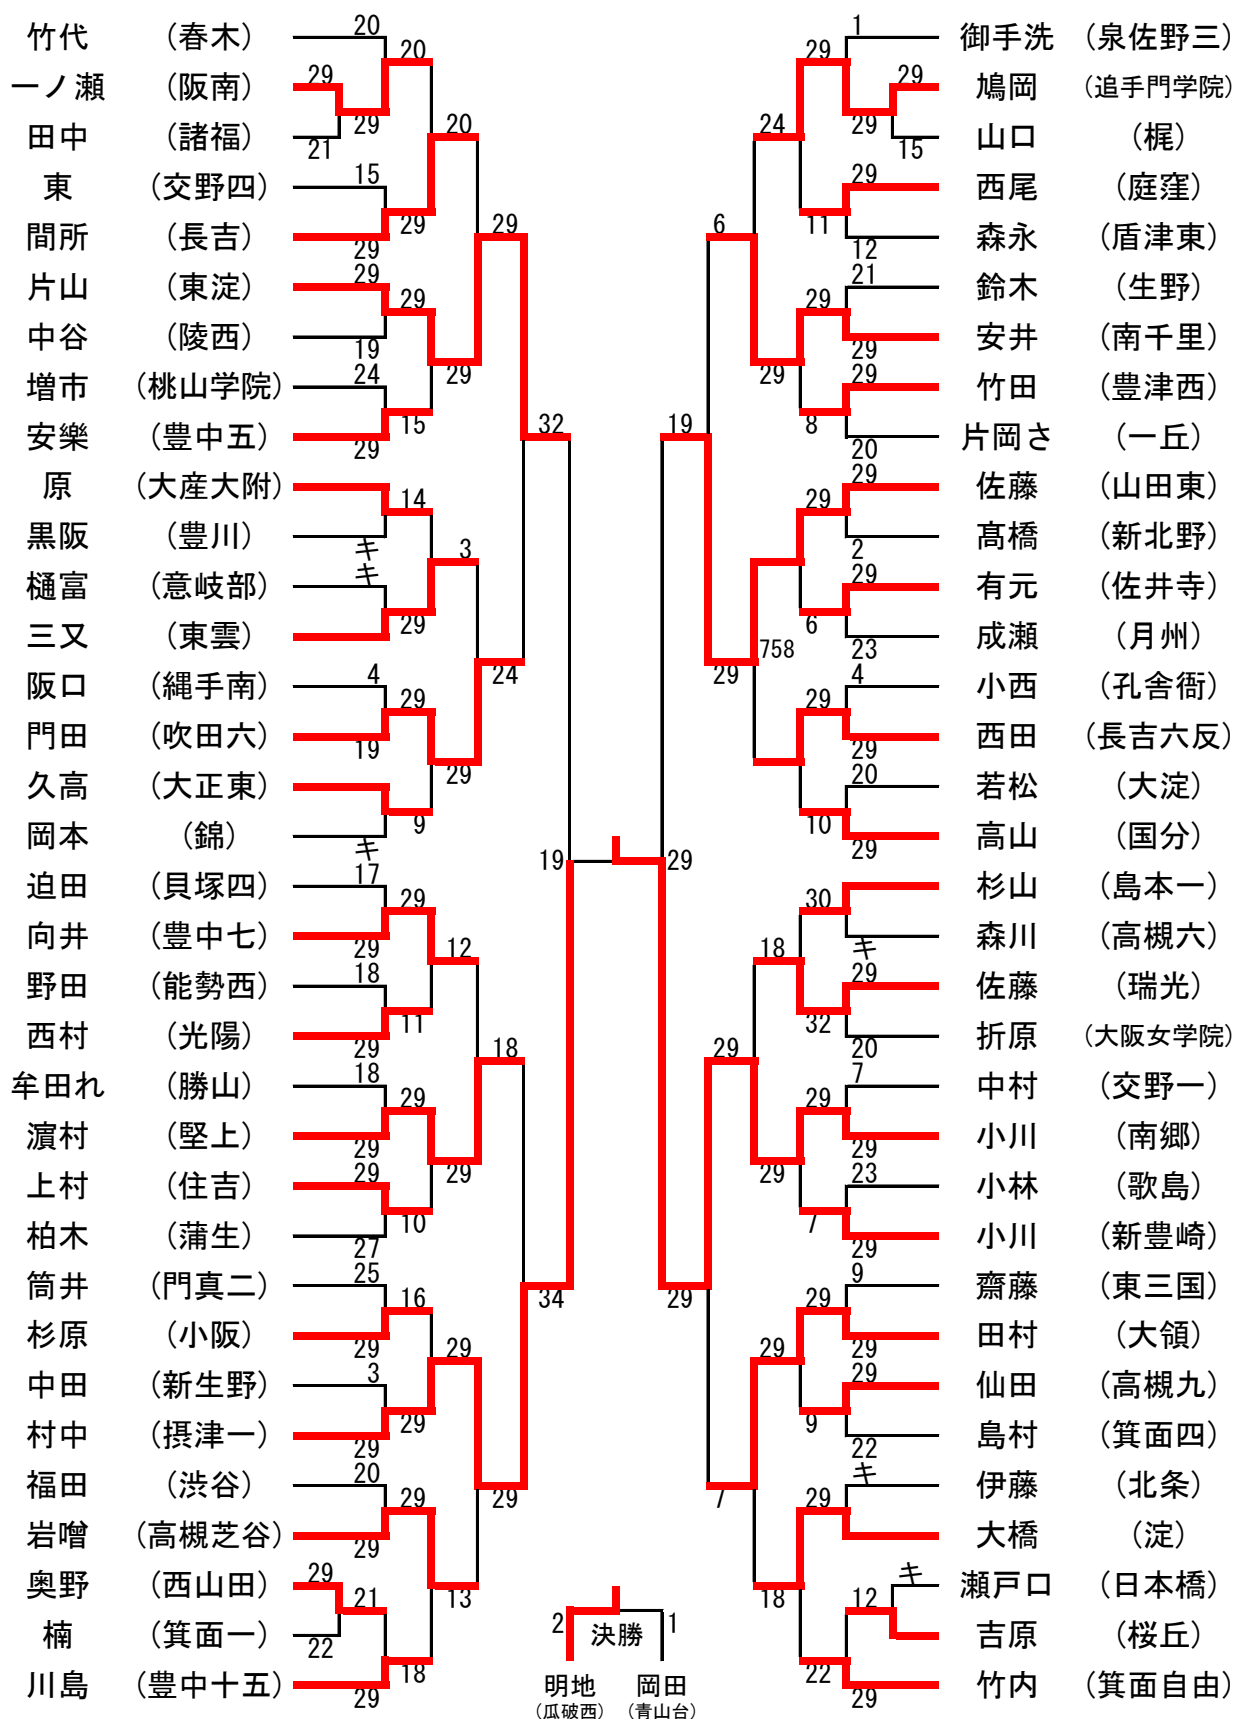 竹代 (春木) 20 20
一ノ瀬 (阪南) 29 29
田中 (諸福) 21 20
東 (交野四) 15 29
間所 (長吉) 29 29
片山 (東淀) 29 29
中谷 (陵西) 19 29
増市 (桃山学院) 24 15
安樂 (豊中五) 29 32
原 (大産大附) 14
黒阪 (豊川) キ 3
樋富 (意岐部) キ 29
三又 (東雲) 24
阪口 (縄手南) 4 29
門田 (吹田六) 19 29
久高 (大正東) 9
岡本 (錦) キ 19
迫田 (貝塚四) 17 29
向井 (豊中七) 29 12
野田 (能勢西) 18 11
西村 (光陽) 29 18
牟田れ (勝山) 18 29
濵村 (堅上) 29 29
上村 (住吉) 29 10
柏木 (蒲生) 27
筒井 (門真二) 25 16 34
杉原 (小阪) 29 29
中田 (新生野) 3 29
村中 (摂津一) 29
福田 (渋谷) 20 29 29
岩噌 (高槻芝谷) 29
奥野 (西山田) 29 21 13
楠 (箕面一) 22
川島 (豊中十五) 29 18
29 1 御手洗 (泉佐野三)
29 29 鳩岡 (追手門学院)
24 15 山口 (梶)
11 29 西尾 (庭窪)
6 12 森永 (盾津東)
29 21 鈴木 (生野)
29 29 安井 (南千里)
8 29 竹田 (豊津西)
19 20 片岡さ (一丘)
29 29 佐藤 (山田東)
2 髙橋 (新北野)
6 29 有元 (佐井寺)
29 758 23 成瀬 (月州)
29 4 小西 (孔舎衙)
29 西田 (長吉六反)
10 20 若松 (大淀)
29 29 高山 (国分)
30 杉山 (島本一)
18 キ 森川 (高槻六)
32 29 佐藤 (瑞光)
29 20 折原 (大阪女学院)
29 7 中村 (交野一)
29 29 小川 (南郷)
7 23 小林 (歌島)
29 小川 (新豊崎)
29 29 9 齋藤 (東三国)
29 29 田村 (大領)
9 29 仙田 (高槻九)
22 島村 (箕面四)
7 29 キ 伊藤 (北条)
大橋 (淀)
18 12 キ 瀬戸口 (日本橋)
吉原 (桜丘)
22 29 竹内 (箕面自由)
2 決勝 1
明地 岡田
(瓜破西) (青山台)